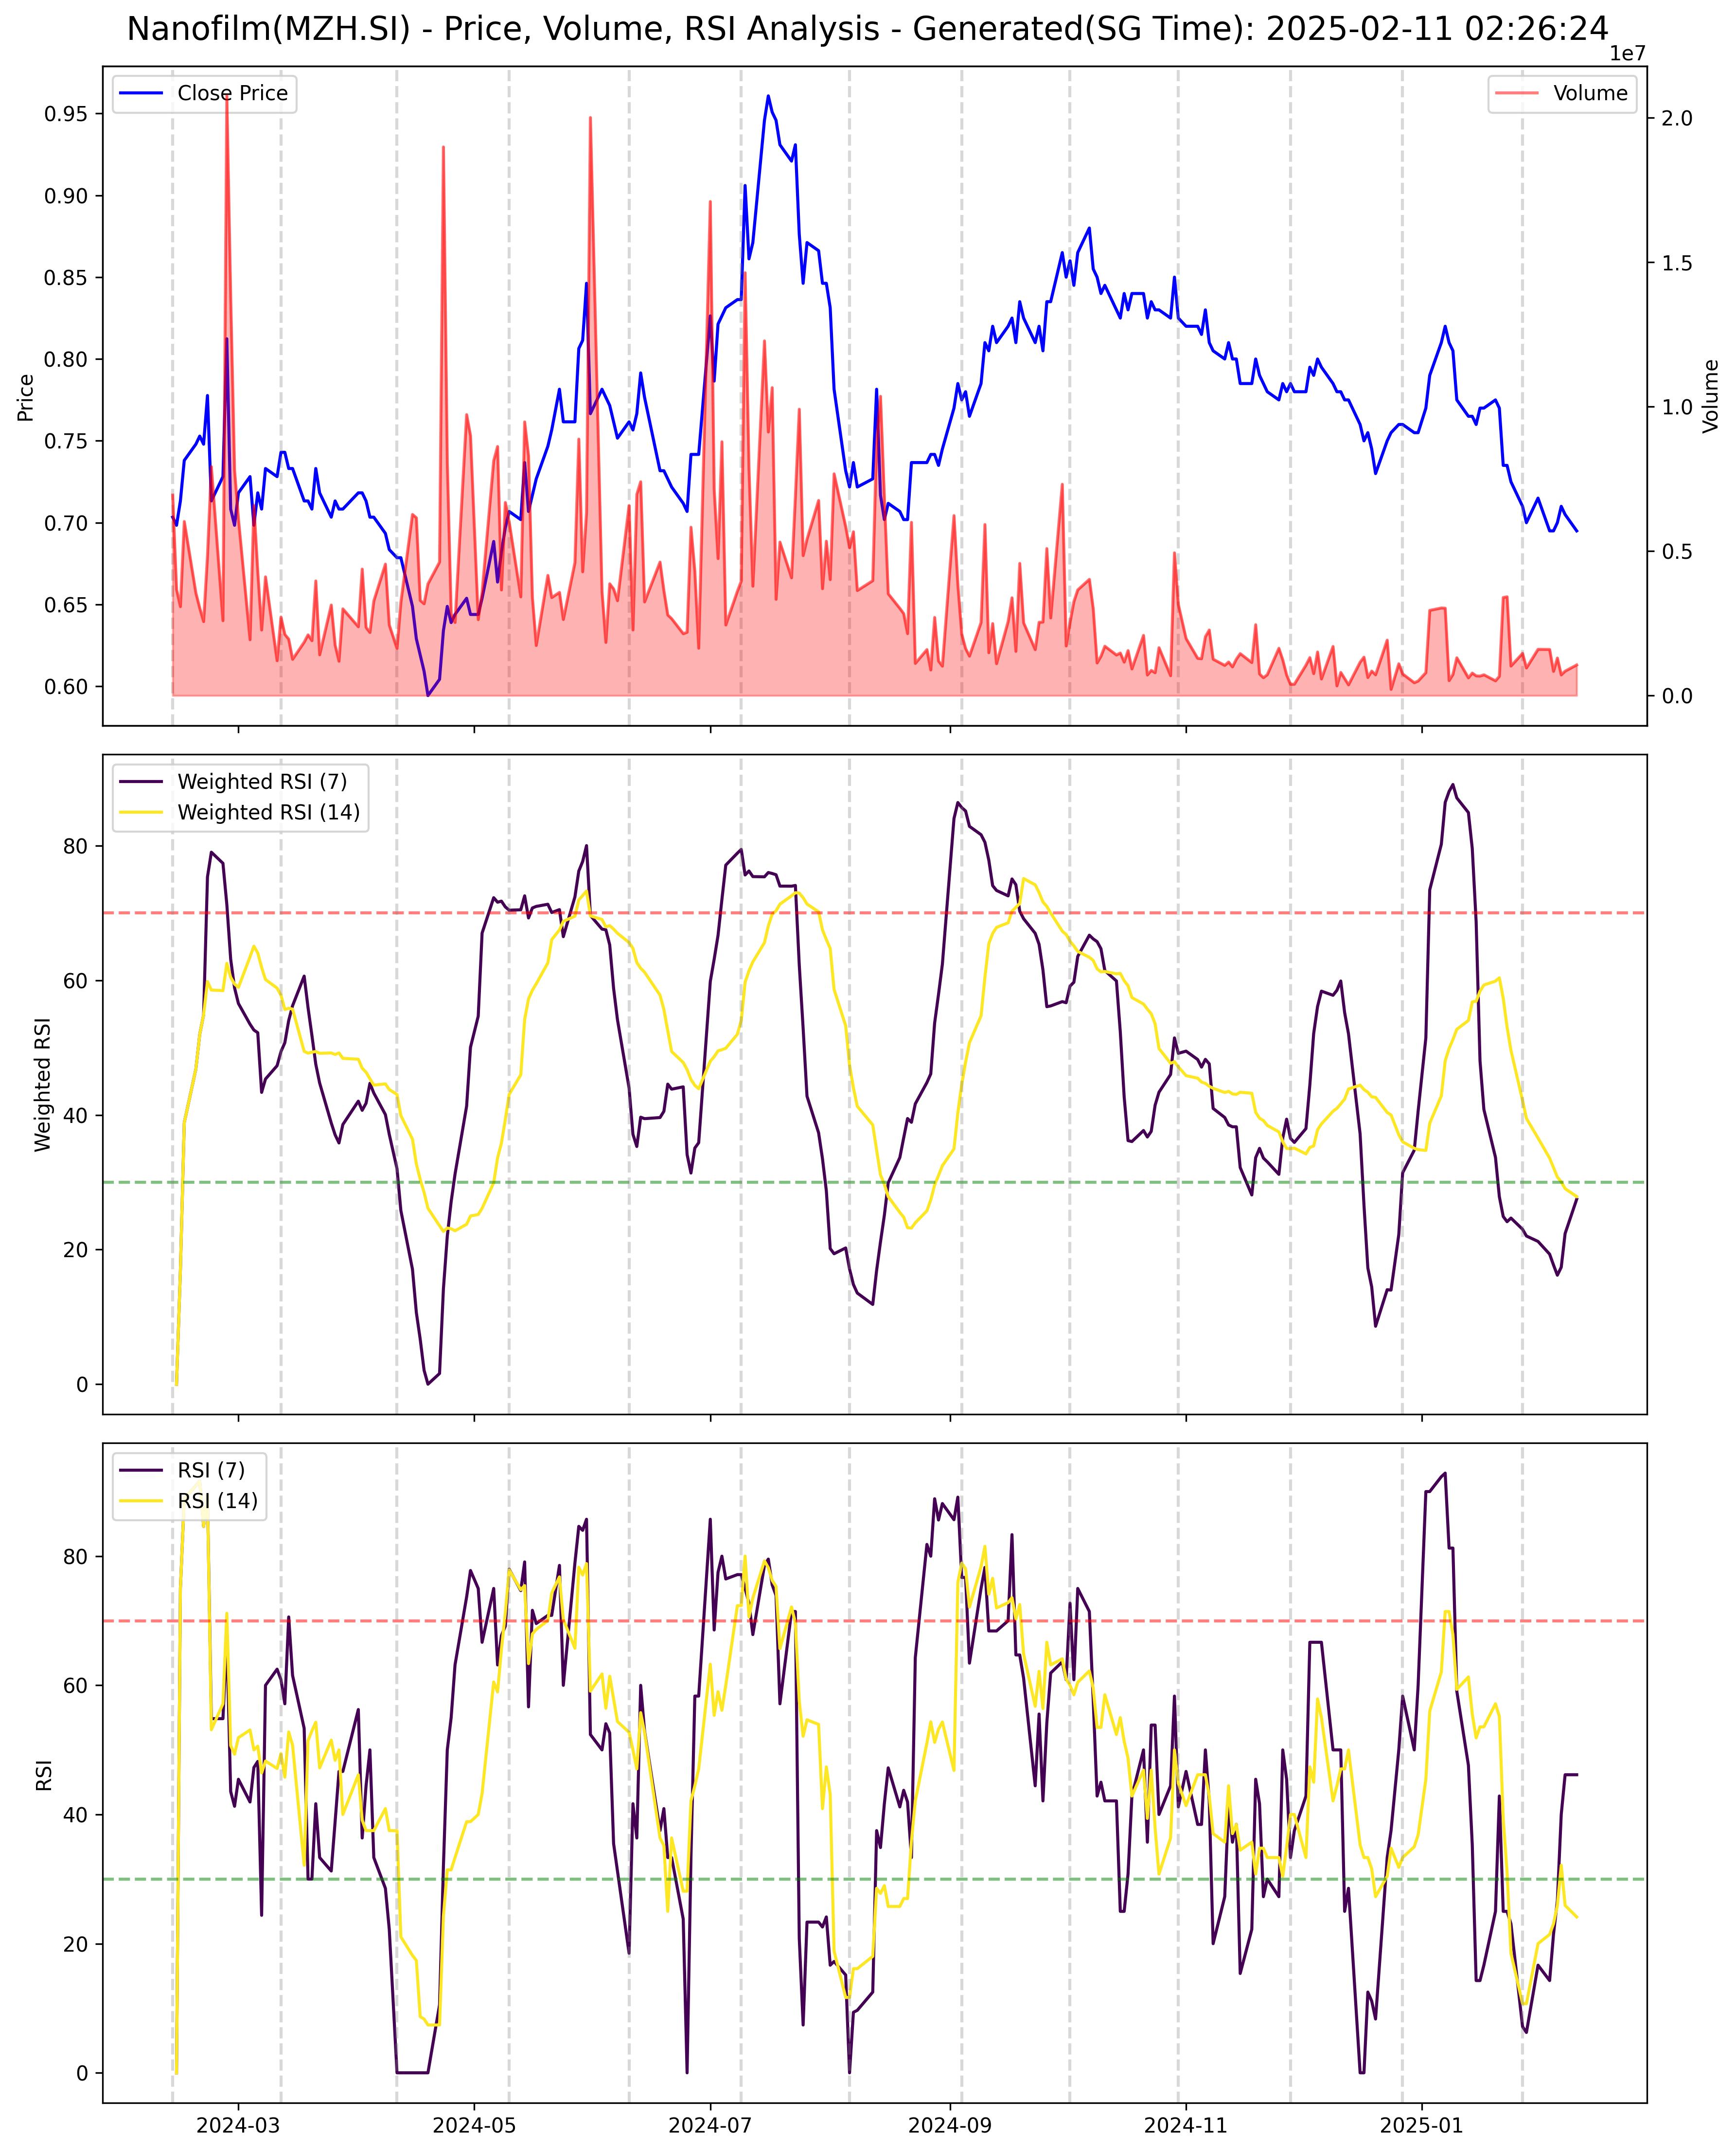 Nanofilm(MZH.SI) - Price, Volume, RSI Analysis - Generated(SG Time): 2025-02-11 02:26:24
1e7
Close Price
Volume
0.95
0.90
0.85
0.80
0.75
0.70
0.65
0.60
Price
2.0
1.5
1.0
0.5
0.0
Volume
Weighted RSI (7)
Weighted RSI (14)
80
60
40
20
0
Weighted RSI
RSI (7)
RSI (14)
80
60
40
20
0
RSI
2024-03
2024-05
2024-07
2024-09
2024-11
2025-01